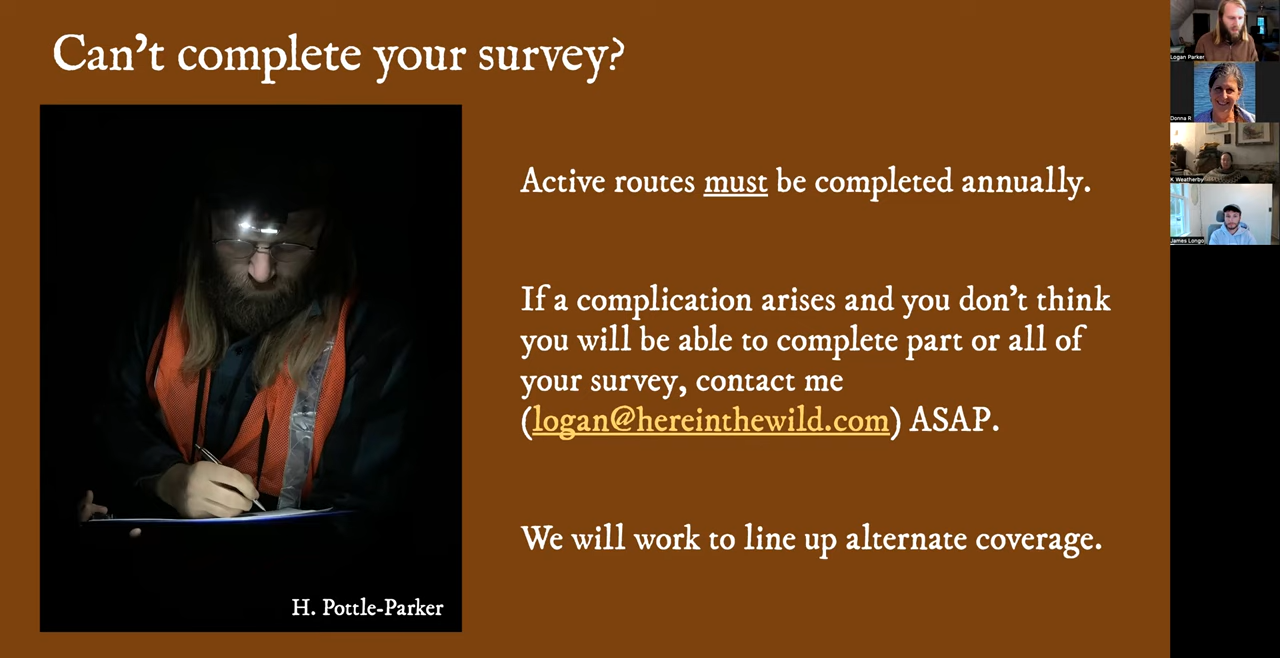 Can't complete your survey?
Active routes must be completed annually.
If a complication arises and you don't think
you will be able to complete part or all of
your survey, contact me
(logan@hereinthewild.com) ASAP.
We will work to line up alternate coverage.
H. Pottle-Parker
Logan Parker
Donna R
K Weatherby
James Longo